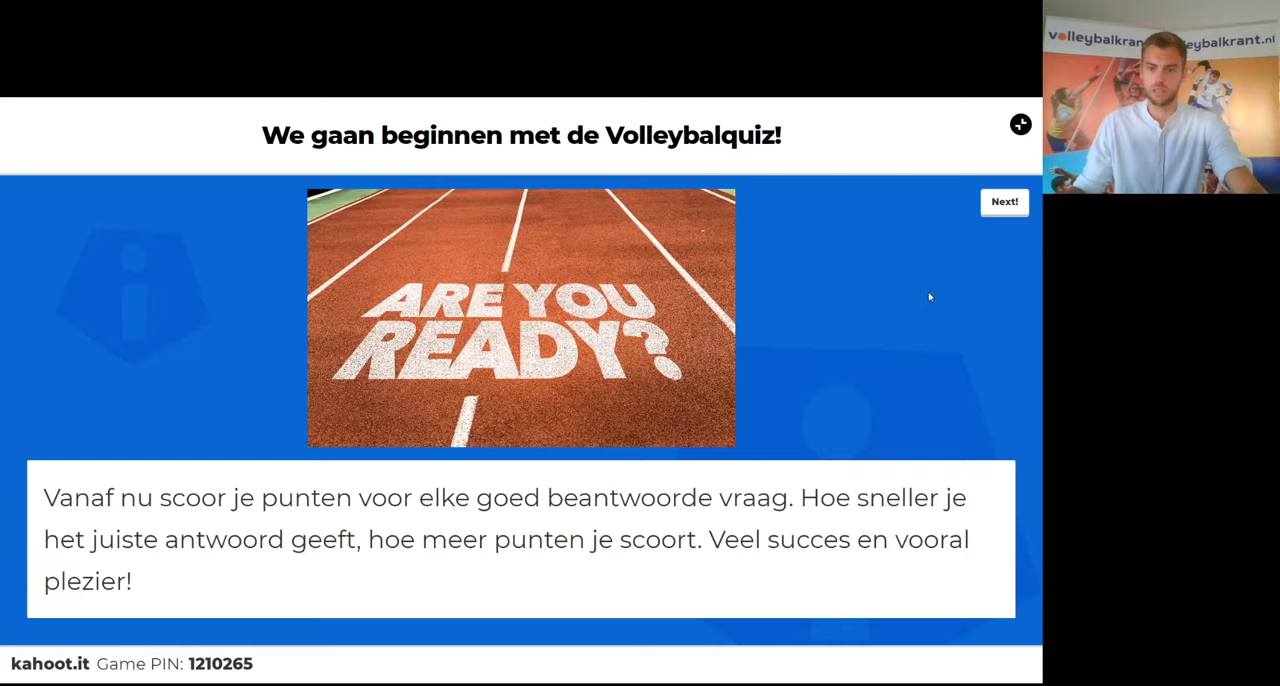 We gaan beginnen met de Volleybalquiz!
volleybalkran
eybalkrant.nl
Next!
ARE YOU
READY?
Vanaf nu scoor je punten voor elke goed beantwoorde vraag. Hoe sneller je
het juiste antwoord geeft, hoe meer punten je scoort. Veel succes en vooral
plezier!
kahoot.it Game PIN: 1210265